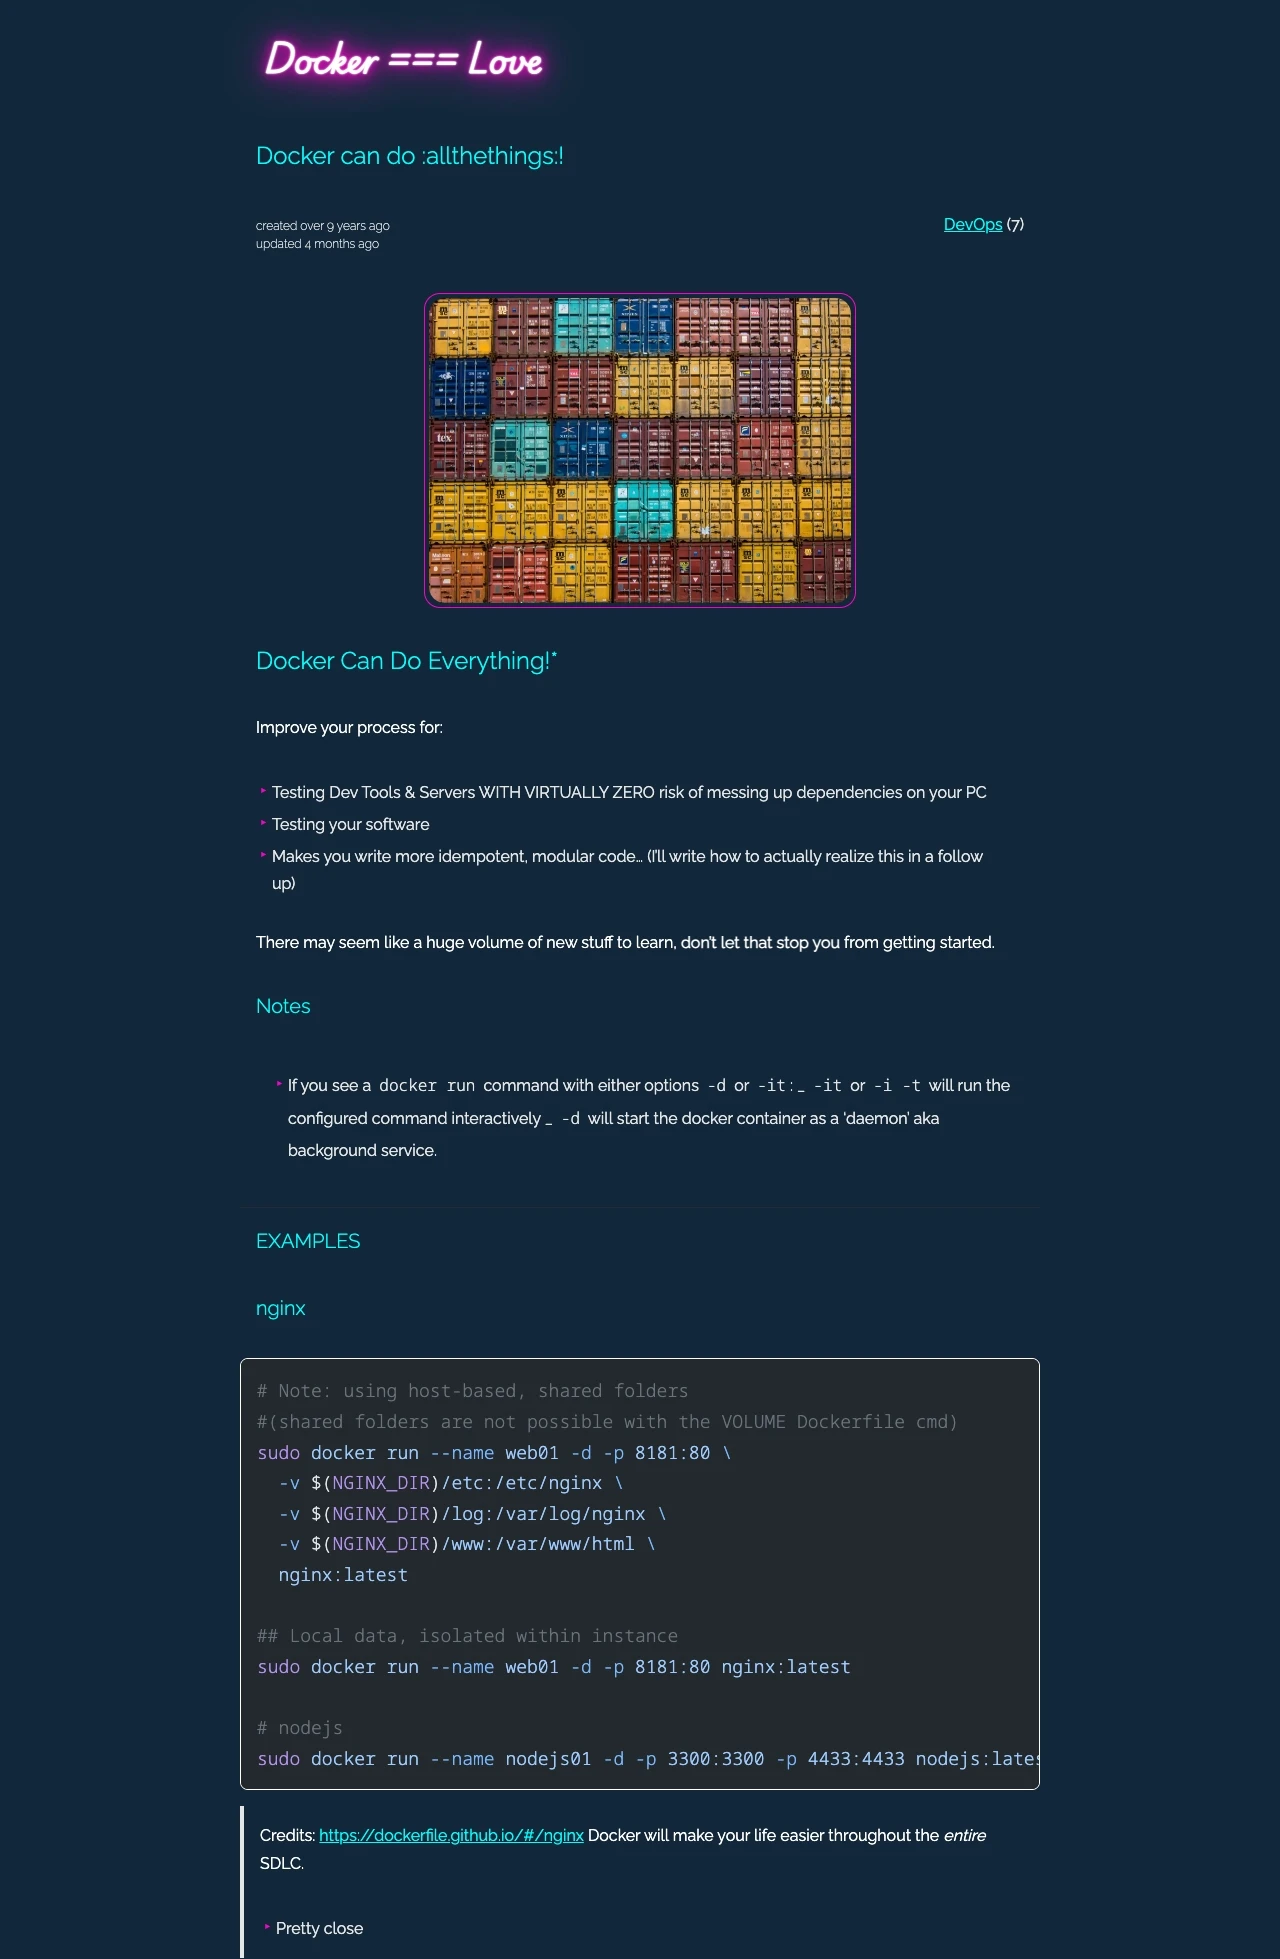 Docker === Love
Docker can do :allthethings:!
created over 9 years ago
updated 4 months ago
DevOps (7)
tex
Docker Can Do Everything!*
Improve your process for:
‣ Testing Dev Tools & Servers WITH VIRTUALLY ZERO risk of messing up dependencies on your PC
‣ Testing your software
‣ Makes you write more idempotent, modular code… (I’ll write how to actually realize this in a follow
up)
There may seem like a huge volume of new stuff to learn, don’t let that stop you from getting started.
Notes
‣ If you see a docker run command with either options -d or -it:_ -it or -i -t will run the
configured command interactively _ -d will start the docker container as a ‘daemon’ aka
background service.
EXAMPLES
nginx
# Note: using host-based, shared folders
#(shared folders are not possible with the VOLUME Dockerfile cmd)
sudo docker run --name web01 -d -p 8181:80 \
  -v $(NGINX_DIR)/etc:/etc/nginx \
  -v $(NGINX_DIR)/log:/var/log/nginx \
  -v $(NGINX_DIR)/www:/var/www/html \
  nginx:latest
## Local data, isolated within instance
sudo docker run --name web01 -d -p 8181:80 nginx:latest
# nodejs
sudo docker run --name nodejs01 -d -p 3300:3300 -p 4433:4433 nodejs:lates
Credits: https://dockerfile.github.io/#/nginx Docker will make your life easier throughout the entire
SDLC.
‣ Pretty close